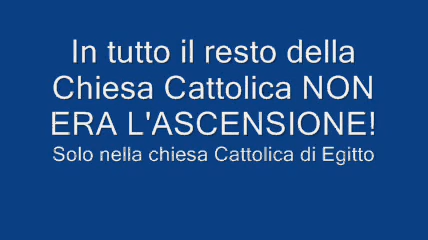 In tutto il resto della
Chiesa Cattolica NON
ERA L'ASCENSIONE!
Solo nella chiesa Cattolica di Egitto